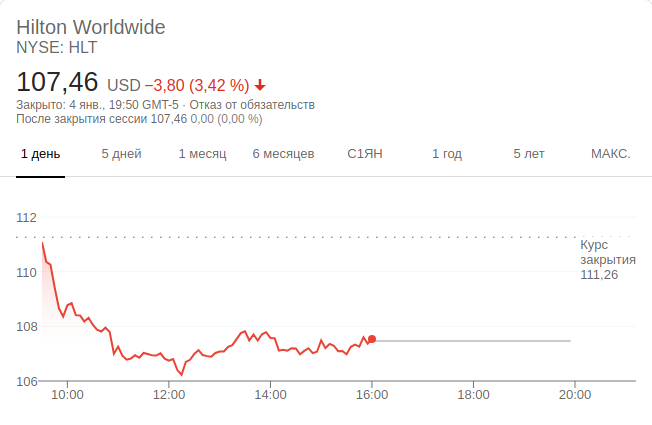 Hilton Worldwide
NYSE: HLT
107,46 USD −3,80 (3,42 %)
Закрыто: 4 янв., 19:50 GMT-5 · Отказ от обязательств
После закрытия сессии 107,46 0,00 (0,00 %)
1 день 5 дней 1 месяц 6 месяцев С1ЯН 1 год 5 лет МАКС.
112
Курс
закрытия
111,26
110
108
106
10:00 12:00 14:00 16:00 18:00 20:00